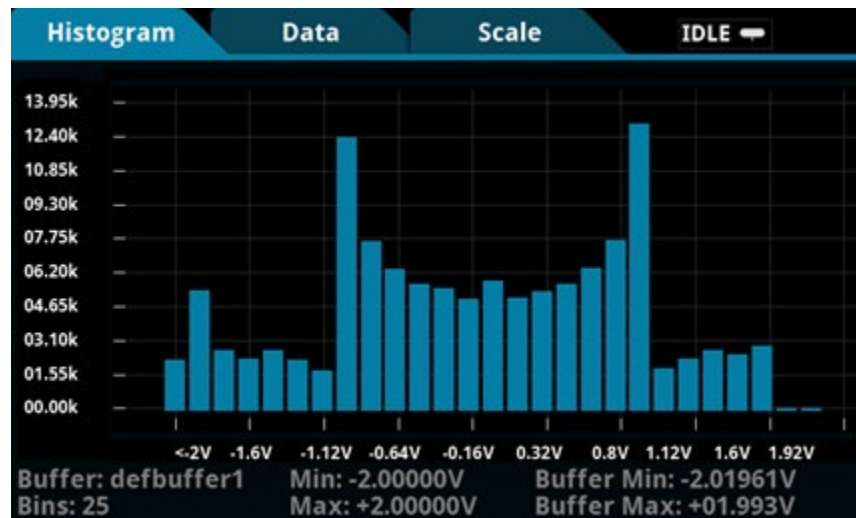 Histogram Data Scale IDLE
13.95k
12.40k
10.85k
09.30k
07.75k
06.20k
04.65k
03.10k
01.55k
00.00k
<-2V -1.6V -1.12V -0.64V -0.16V 0.32V 0.8V 1.12V 1.6V 1.92V
Buffer: defbuffer1 Min: -2.00000V Buffer Min: -2.01961V
Bins: 25 Max: +2.00000V Buffer Max: +01.993V